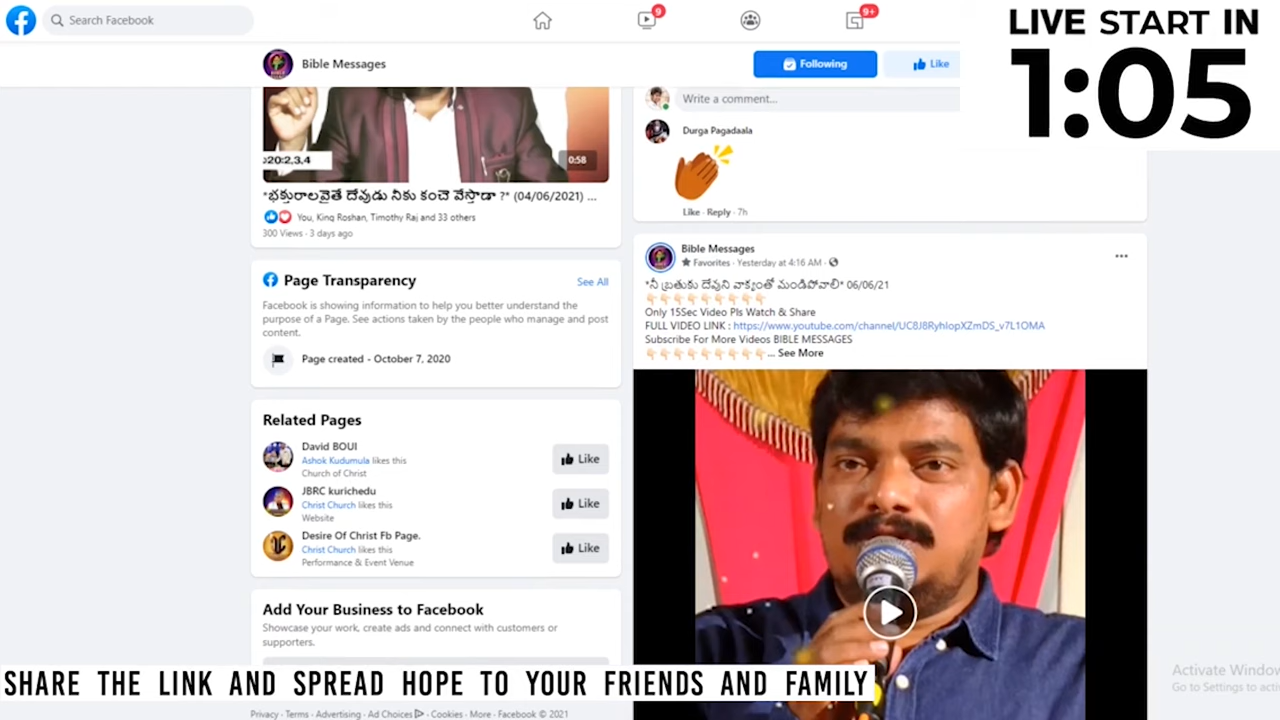 Search Facebook
9
9+
LIVE START IN
1:05
Bible Messages
Following
Like
20:2,3,4
0:58
*భక్తురాలవైతే దేవుడు నీకు కంచె వేస్తాడా ?* (04/06/2021) ...
You, King Roshan, Timothy Raj and 33 others
300 Views · 3 days ago
Page Transparency
See All
Facebook is showing information to help you better understand the
purpose of a Page. See actions taken by the people who manage and post
content.
Page created - October 7, 2020
Related Pages
David BOUI
Ashok Kudumula likes this
Church of Christ
Like
JBRC kurichedu
Christ Church likes this
Website
Like
Desire Of Christ Fb Page.
Christ Church likes this
Performance & Event Venue
Like
Add Your Business to Facebook
Showcase your work, create ads and connect with customers or
supporters.
Write a comment...
Durga Pagadaala
Like · Reply · 7h
Bible Messages
Favorites · Yesterday at 4:16 AM ·
*నీ బ్రతుకు దేవుని వాక్యంతో మండిపోవాలి* 06/06/21
👇🏻👇🏻👇🏻👇🏻👇🏻👇🏻👇🏻👇🏻👇🏻
Only 15Sec Video Pls Watch & Share
FULL VIDEO LINK : https://www.youtube.com/channel/UC8J8RyhIopXZmDS_v7L1OMA
Subscribe For More Videos BIBLE MESSAGES
👇🏻👇🏻👇🏻👇🏻👇🏻👇🏻👇🏻👇🏻👇🏻... See More
SHARE THE LINK AND SPREAD HOPE TO YOUR FRIENDS AND FAMILY
Activate Window
Go to Settings to acti
Privacy · Terms · Advertising · Ad Choices · Cookies · More · Facebook © 2021